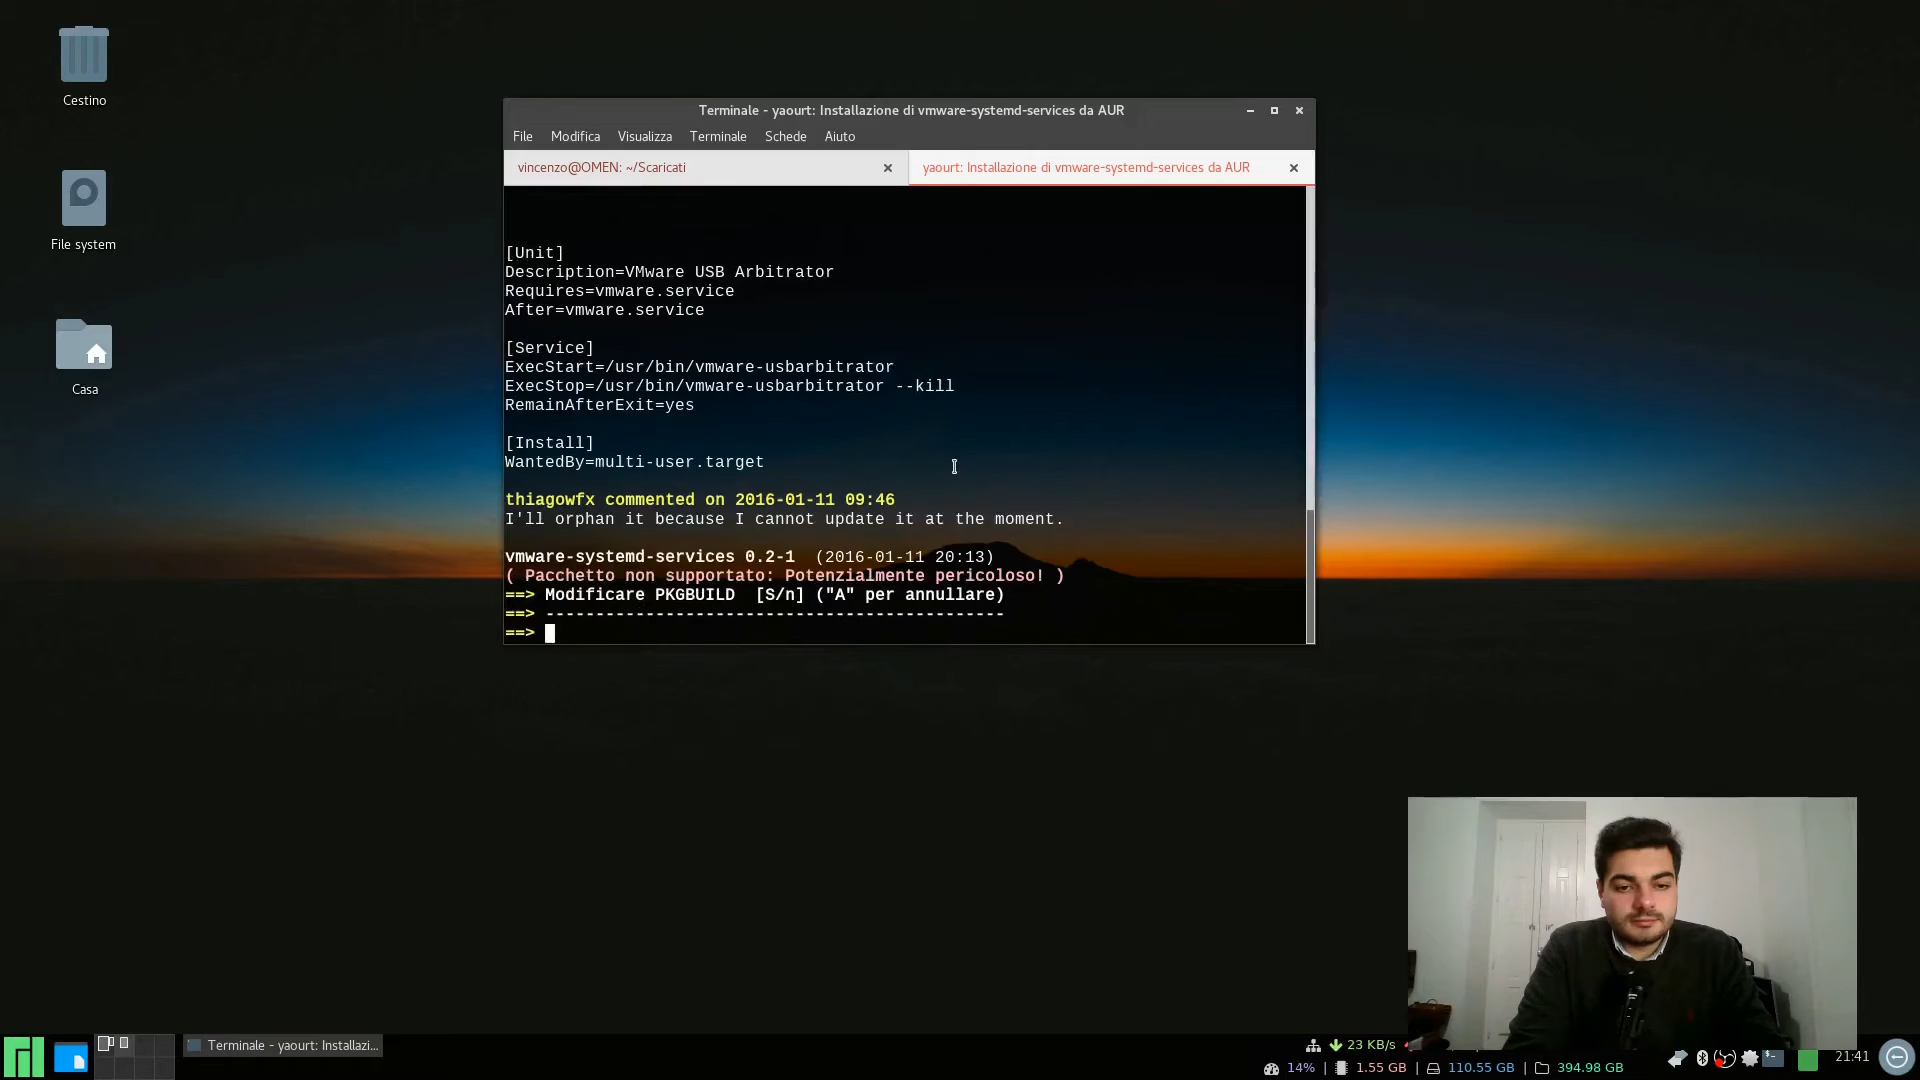 Cestino
File system
Casa
Terminale - yaourt: Installazione di vmware-systemd-services da AUR
File Modifica Visualizza Terminale Schede Aiuto
vincenzo@OMEN: ~/Scaricati
yaourt: Installazione di vmware-systemd-services da AUR
[Unit]
Description=VMware USB Arbitrator
Requires=vmware.service
After=vmware.service
[Service]
ExecStart=/usr/bin/vmware-usbarbitrator
ExecStop=/usr/bin/vmware-usbarbitrator --kill
RemainAfterExit=yes
[Install]
WantedBy=multi-user.target
thiagowfx commented on 2016-01-11 09:46
I'll orphan it because I cannot update it at the moment.
vmware-systemd-services 0.2-1 (2016-01-11 20:13)
( Pacchetto non supportato: Potenzialmente pericoloso! )
==> Modificare PKGBUILD [S/n] ("A" per annullare)
==> ----------------------------------------------
==>
Terminale - yaourt: Installazi...
23 KB/s
14% | 1.55 GB | 110.55 GB | 394.98 GB
21:41